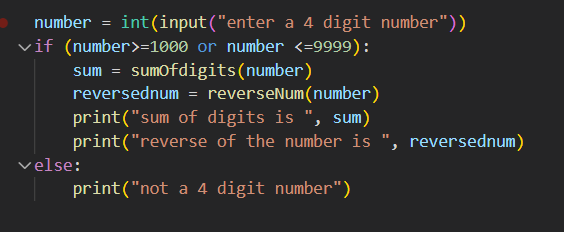 number = int(input("enter a 4 digit number"))
if (number>=1000 or number <=9999):
    sum = sumOfdigits(number)
    reversednum = reverseNum(number)
    print("sum of digits is ", sum)
    print("reverse of the number is ", reversednum)
else:
    print("not a 4 digit number")